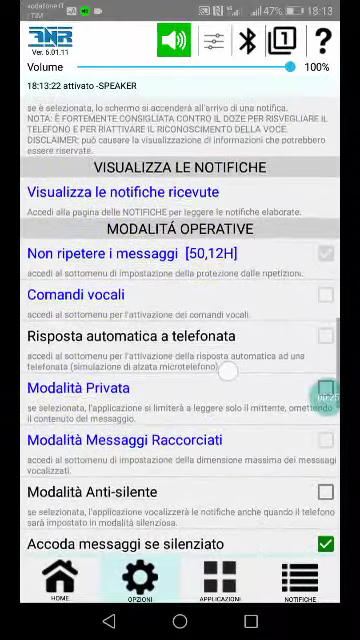 vodafone IT
| TIM
47% 18:13
ANR
Ver. 6.01.11
1
?
Volume 100%
18:13:22 attivato -SPEAKER
se è selezionata, lo schermo si accenderà all'arrivo di una notifica.
NOTA: È FORTEMENTE CONSIGLIATA CONTRO IL DOZE PER RISVEGLIARE IL
TELEFONO E PER RIATTIVARE IL RICONOSCIMENTO DELLA VOCE.
DISCLAIMER: può causare la visualizzazione di informazioni che potrebbero
essere riservate.
VISUALIZZA LE NOTIFICHE
Visualizza le notifiche ricevute
Accedi alla pagina delle NOTIFICHE per leggere le notifiche elaborate.
MODALITÁ OPERATIVE
Non ripetere i messaggi [50,12H]
accedi al sottomenu di impostazione della protezione dalle ripetizioni.
Comandi vocali
accedi al sottomenu per l'attivazione dei comandi vocali.
Risposta automatica a telefonata
accedi al sottomenu per l'attivazione della risposta automatica ad una
telefonata (simulazione di alzata microtelefono)
Modalità Privata
se selezionata, l'applicazione si limiterà a leggere solo il mittente, omettendo
il contenuto del messaggio.
00:25
Modalità Messaggi Raccorciati
accedi al sottomenu di impostazione della dimensione massima dei messaggi
vocalizzati.
Modalità Anti-silente
se selezionata, l'applicazione vocalizzerà le notifiche anche quando il telefono
sarà impostato in modalità silenziosa.
Accoda messaggi se silenziato
HOME OPZIONI APPLICAZIONI NOTIFICHE